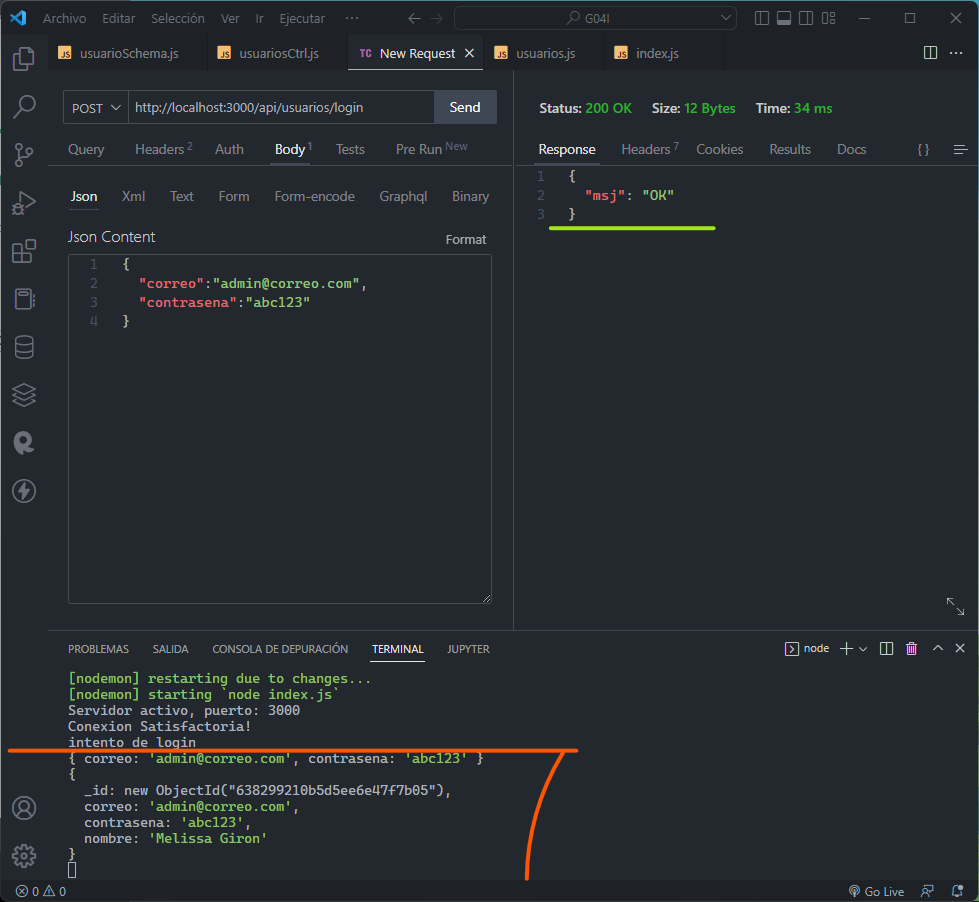 Archivo Editar Selección Ver Ir Ejecutar ··· G04I
JS usuarioSchema.js JS usuariosCtrl.js TC New Request JS usuarios.js JS index.js
POST http://localhost:3000/api/usuarios/login Send
Query Headers 2 Auth Body 1 Tests Pre Run New
Json Xml Text Form Form-encode Graphql Binary
Json Content Format
1 {
2 "correo":"admin@correo.com",
3 "contrasena":"abc123"
4 }
Status: 200 OK Size: 12 Bytes Time: 34 ms
Response Headers 7 Cookies Results Docs { }
1 {
2 "msj": "OK"
3 }
PROBLEMAS SALIDA CONSOLA DE DEPURACIÓN TERMINAL JUPYTER node
[nodemon] restarting due to changes...
[nodemon] starting `node index.js`
Servidor activo, puerto: 3000
Conexion Satisfactoria!
intento de login
{ correo: 'admin@correo.com', contrasena: 'abc123' }
{
_id: new ObjectId("638299210b5d5ee6e47f7b05"),
correo: 'admin@correo.com',
contrasena: 'abc123',
nombre: 'Melissa Giron'
}
0 0 Go Live